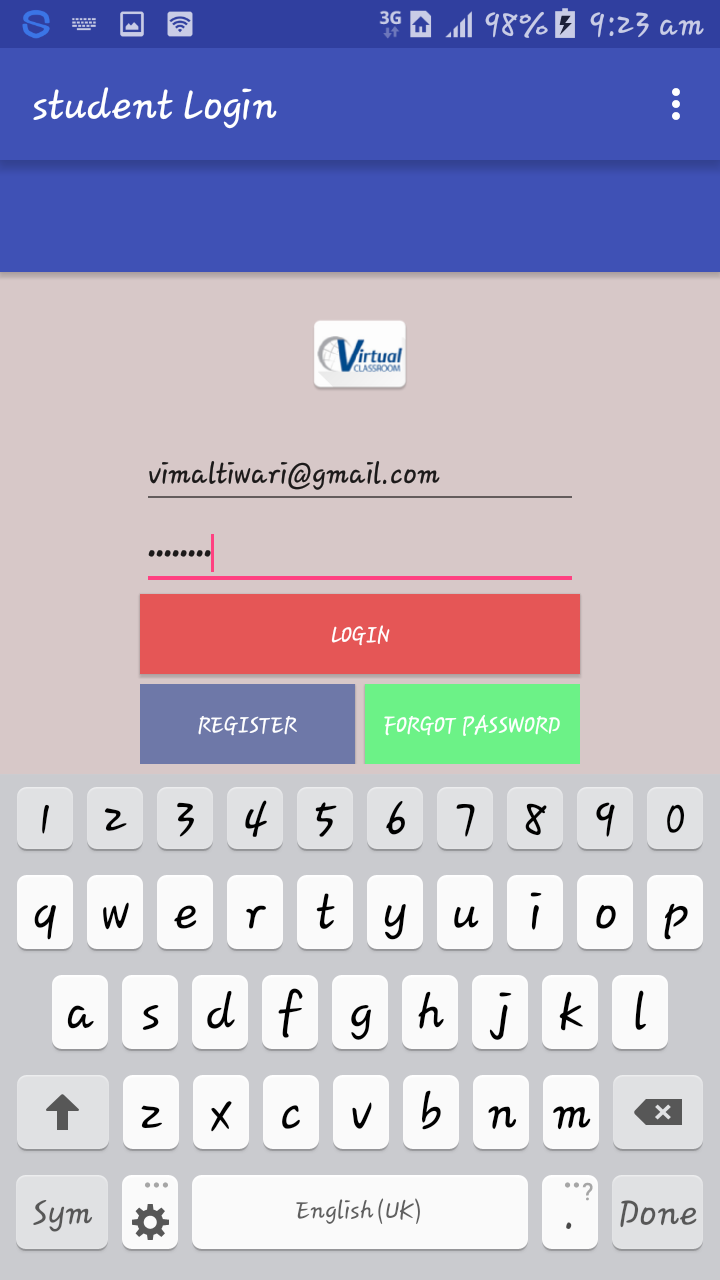 3G 98% 9:23 am
student Login
Virtual
CLASSROOM
vimaltiwari@gmail.com
••••••••
LOGIN
REGISTER FORGOT PASSWORD
1 2 3 4 5 6 7 8 9 0
q w e r t y u i o p
a s d f g h j k l
z x c v b n m
Sym English(UK) . ? Done